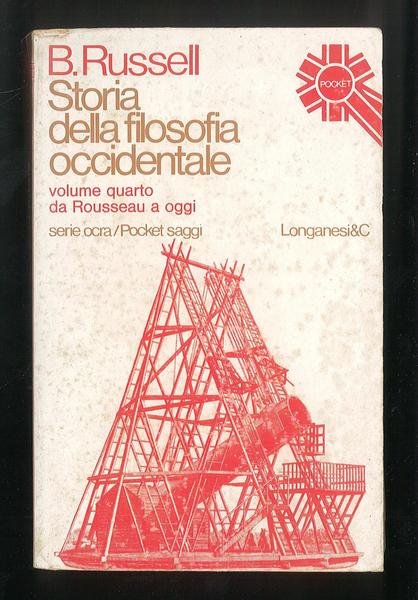 B.Russell
Storia
della filosofia
occidentale
volume quarto
da Rousseau a oggi
serie ocra/Pocket saggi
Longanesi&C
POCKET